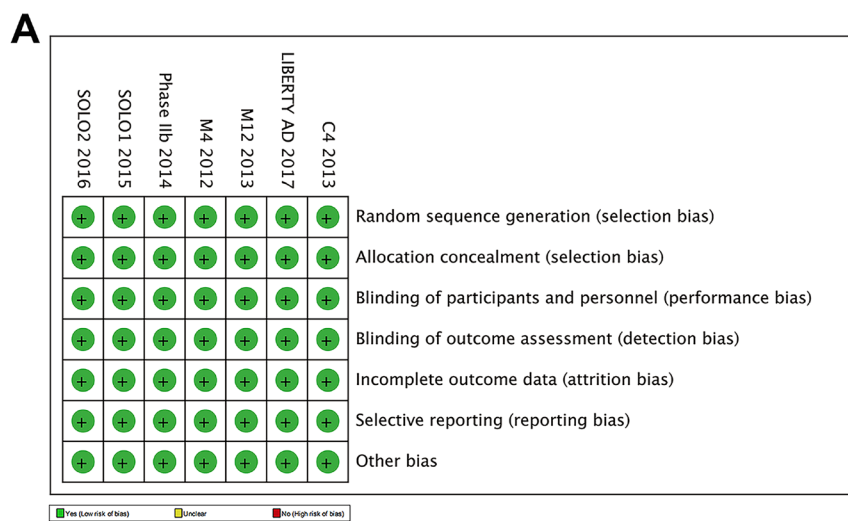 A
SOLO2 2016
SOLO1 2015
Phase IIb 2014
M4 2012
M12 2013
LIBERTY AD 2017
C4 2013
+ + + + + + + Random sequence generation (selection bias)
+ + + + + + + Allocation concealment (selection bias)
+ + + + + + + Blinding of participants and personnel (performance bias)
+ + + + + + + Blinding of outcome assessment (detection bias)
+ + + + + + + Incomplete outcome data (attrition bias)
+ + + + + + + Selective reporting (reporting bias)
+ + + + + + + Other bias
Yes (Low risk of bias) Unclear No (High risk of bias)